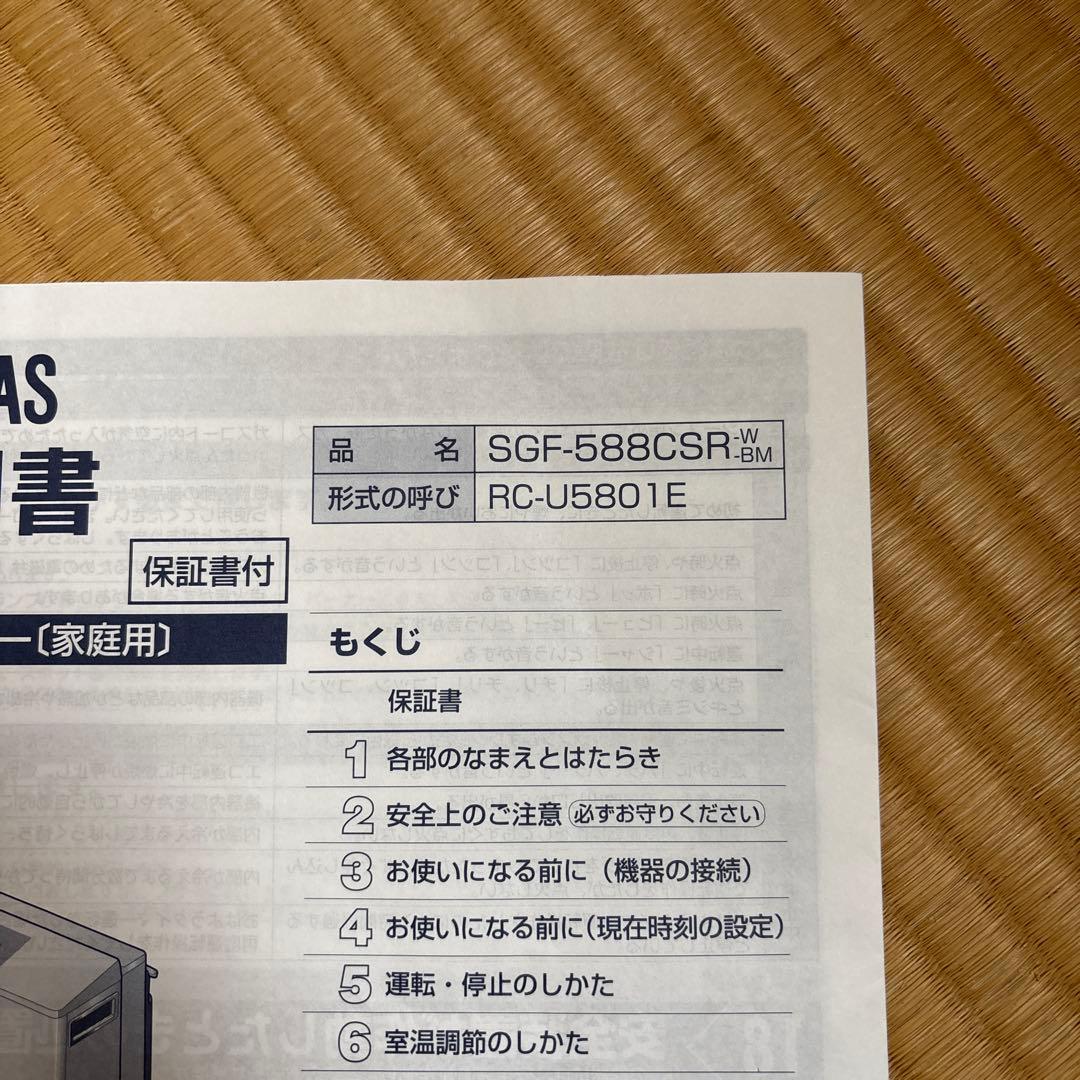 AS
品名 SGF-588CSR-W -BM
形式の呼び RC-U5801E
書
保証書付
ー〔家庭用〕
もくじ
保証書
1 各部のなまえとはたらき
2 安全上のご注意 必ずお守りください
3 お使いになる前に（機器の接続）
4 お使いになる前に（現在時刻の設定）
5 運転・停止のしかた
6 室温調節のしかた